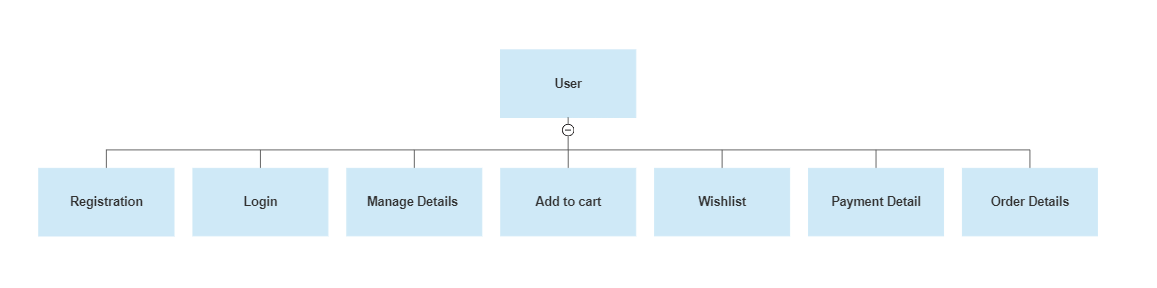 User
Registration
Login
Manage Details
Add to cart
Wishlist
Payment Detail
Order Details